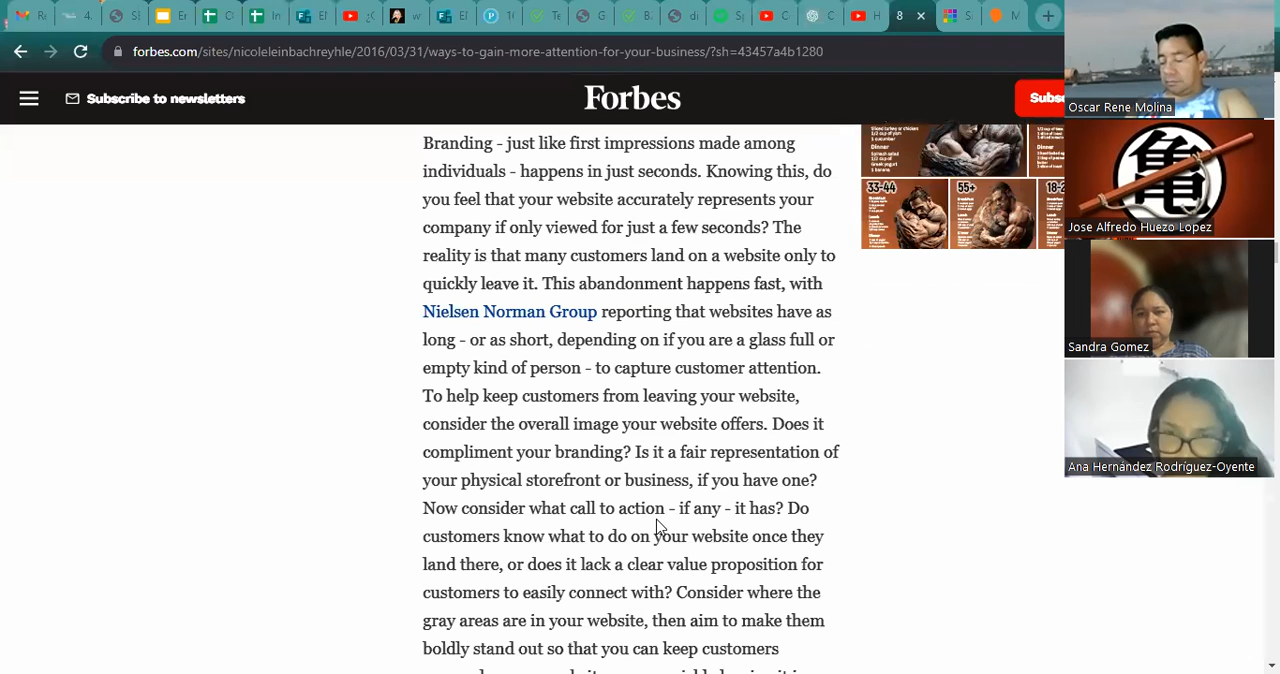 forbes.com/sites/nicoleleinbachreyhle/2016/03/31/ways-to-gain-more-attention-for-your-business/?sh=43457a4b1280
Subscribe to newsletters
Forbes
Subsc
Branding - just like first impressions made among
individuals - happens in just seconds. Knowing this, do
you feel that your website accurately represents your
company if only viewed for just a few seconds? The
reality is that many customers land on a website only to
quickly leave it. This abandonment happens fast, with
Nielsen Norman Group reporting that websites have as
long - or as short, depending on if you are a glass full or
empty kind of person - to capture customer attention.
To help keep customers from leaving your website,
consider the overall image your website offers. Does it
compliment your branding? Is it a fair representation of
your physical storefront or business, if you have one?
Now consider what call to action - if any - it has? Do
customers know what to do on your website once they
land there, or does it lack a clear value proposition for
customers to easily connect with? Consider where the
gray areas are in your website, then aim to make them
boldly stand out so that you can keep customers
Dinner
33-44
55+
18-2
Oscar Rene Molina
亀
Jose Alfredo Huezo Lopez
Sandra Gomez
Ana Hernández Rodríguez-Oyente